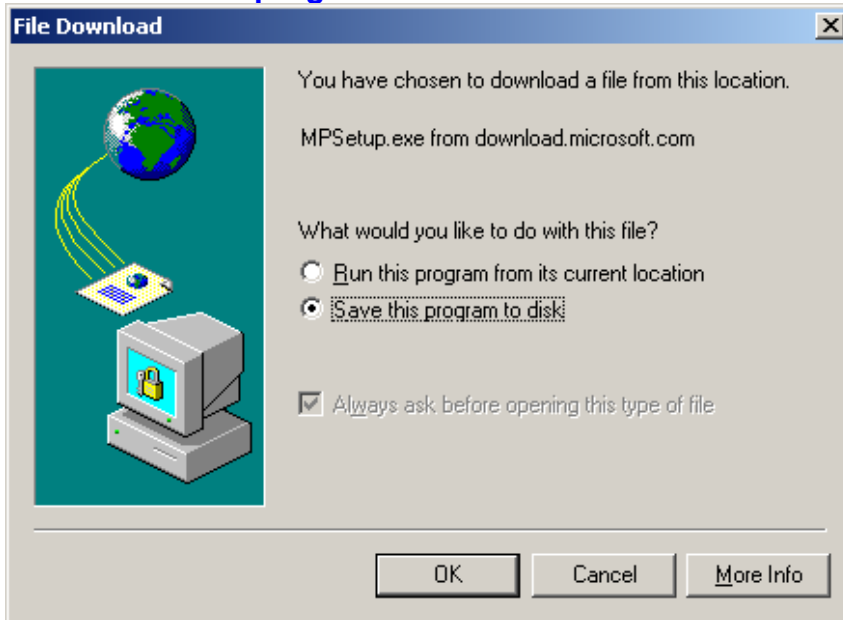 File Download
You have chosen to download a file from this location.
MPSetup.exe from download.microsoft.com
What would you like to do with this file?
Run this program from its current location
Save this program to disk
Always ask before opening this type of file
OK Cancel More Info